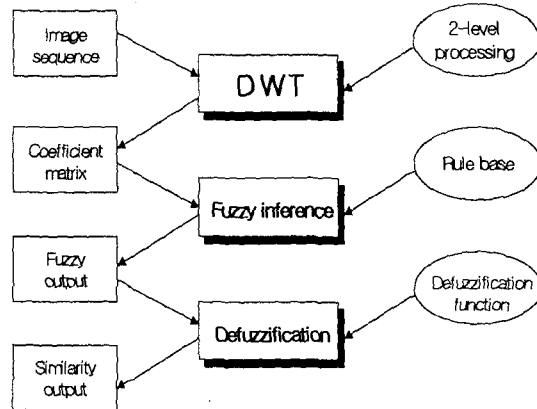 Image
sequence
2-level
processing
DWT
Coefficient
matrix
Rule base
Fuzzy inference
Fuzzy
output
Defuzzification
function
Defuzzification
Similarity
output